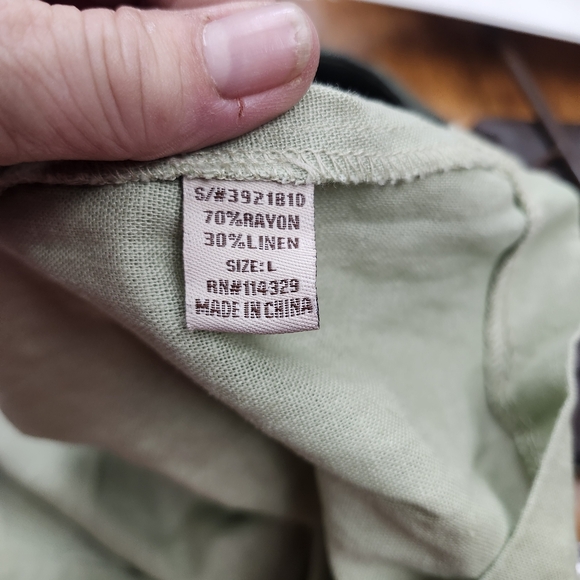 S/#3921810
70%RAYON
30%LINEN
SIZE:L
RN#114329
MADE IN CHINA